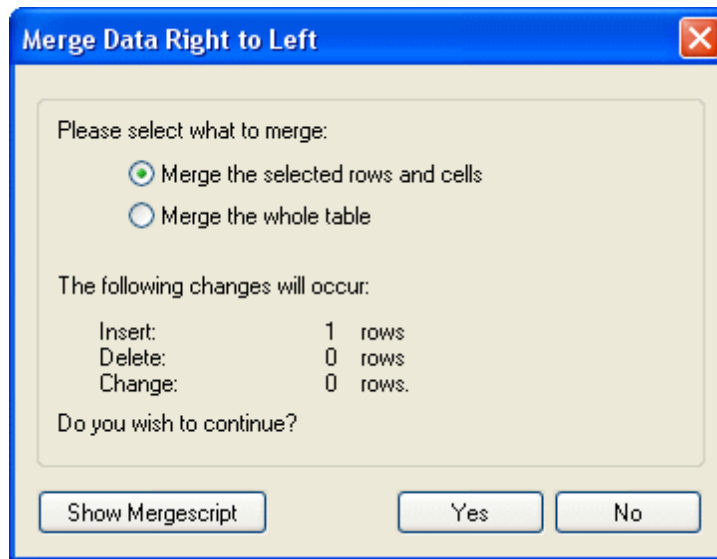 Merge Data Right to Left
Please select what to merge:
Merge the selected rows and cells
Merge the whole table
The following changes will occur:
Insert: 1 rows
Delete: 0 rows
Change: 0 rows.
Do you wish to continue?
Show Mergescript Yes No